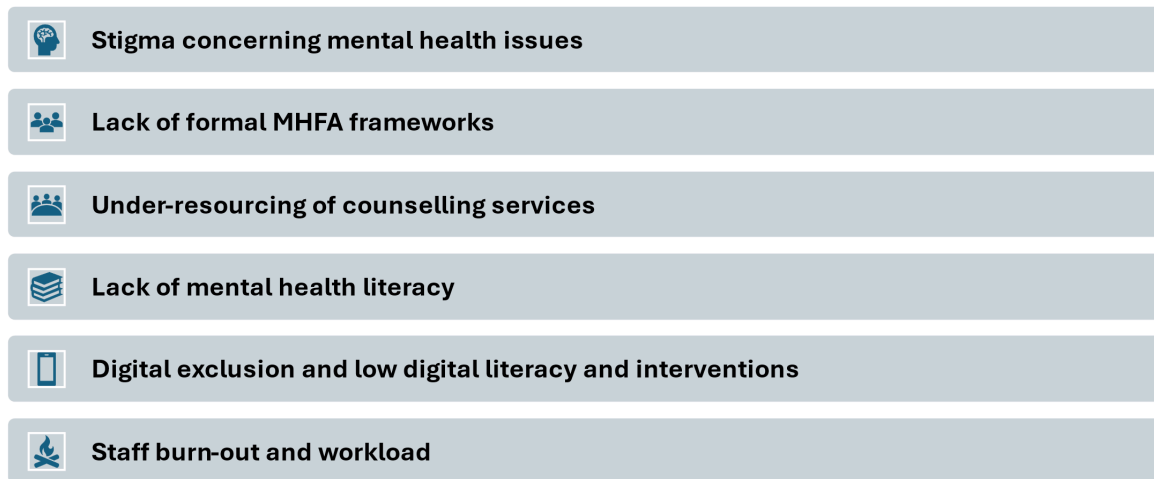 Stigma concerning mental health issues
Lack of formal MHFA frameworks
Under-resourcing of counselling services
Lack of mental health literacy
Digital exclusion and low digital literacy and interventions
Staff burn-out and workload